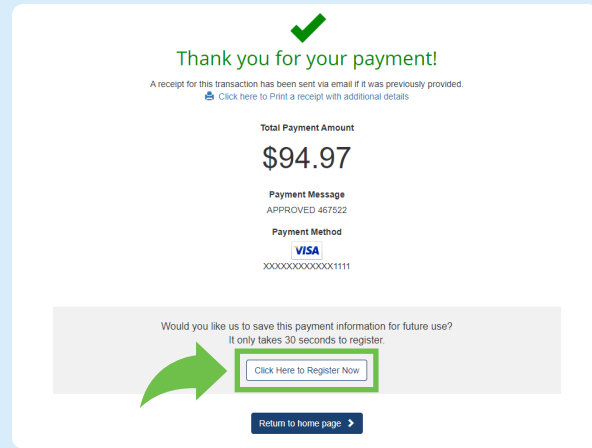 Thank you for your payment!
A receipt for this transaction has been sent via email if it was previously provided.
Click here to Print a receipt with additional details
Total Payment Amount
$94.97
Payment Message
APPROVED 467522
Payment Method
VISA
XXXXXXXXXXXX1111
Would you like us to save this payment information for future use?
It only takes 30 seconds to register.
Click Here to Register Now
Return to home page